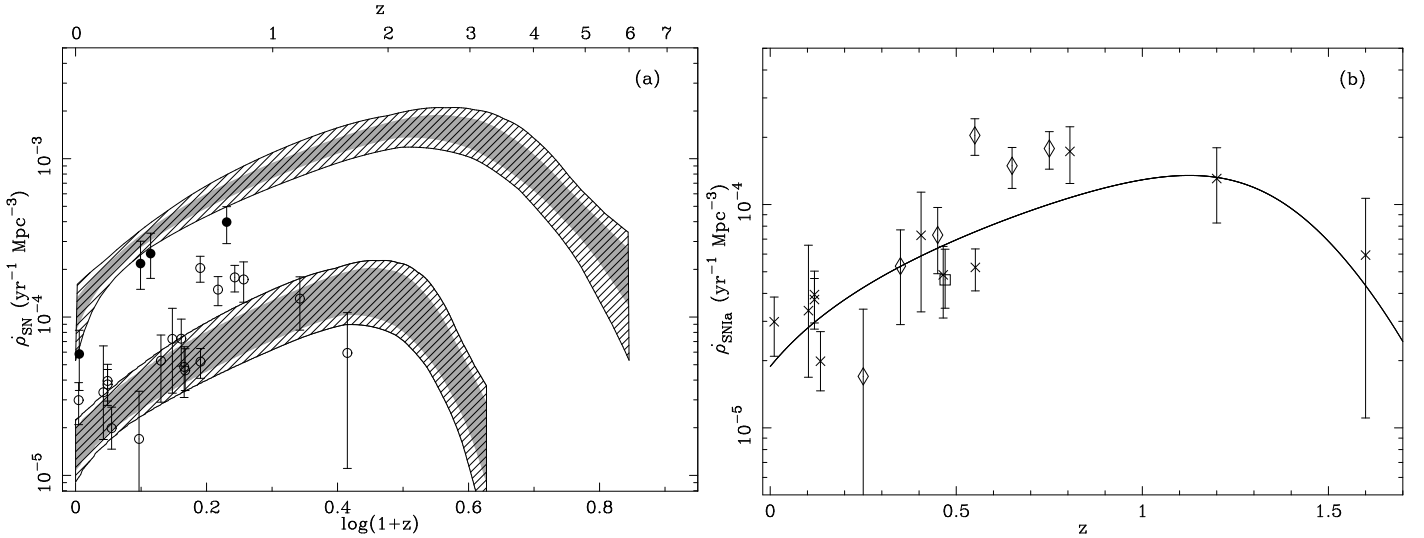 z
0 1 2 3 4 5 6 7
(a)
10⁻³
10⁻⁴
10⁻⁵
ρ̇SN (yr⁻¹ Mpc⁻³)
0 0.2 0.4 0.6 0.8
log(1+z)
(b)
10⁻⁴
10⁻⁵
ρ̇SNIa (yr⁻¹ Mpc⁻³)
0 0.5 1 1.5
z